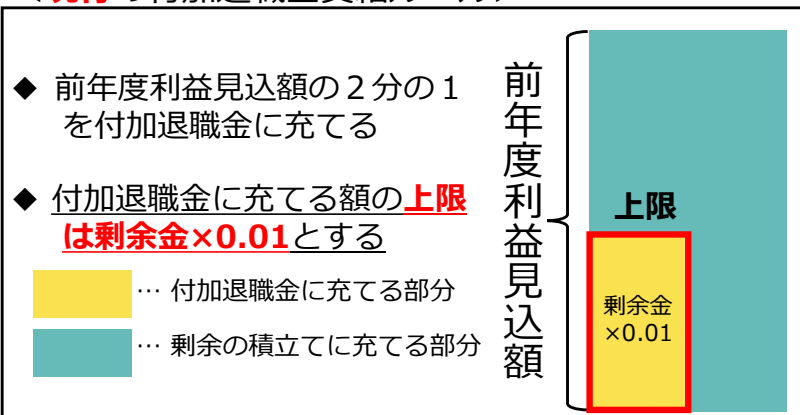 ◆ 前年度利益見込額の２分の１
を付加退職金に充てる
◆ 付加退職金に充てる額の上限
は剰余金×0.01とする
… 付加退職金に充てる部分
… 剰余の積立てに充てる部分
前年度利益見込額
上限
剰余金
×0.01